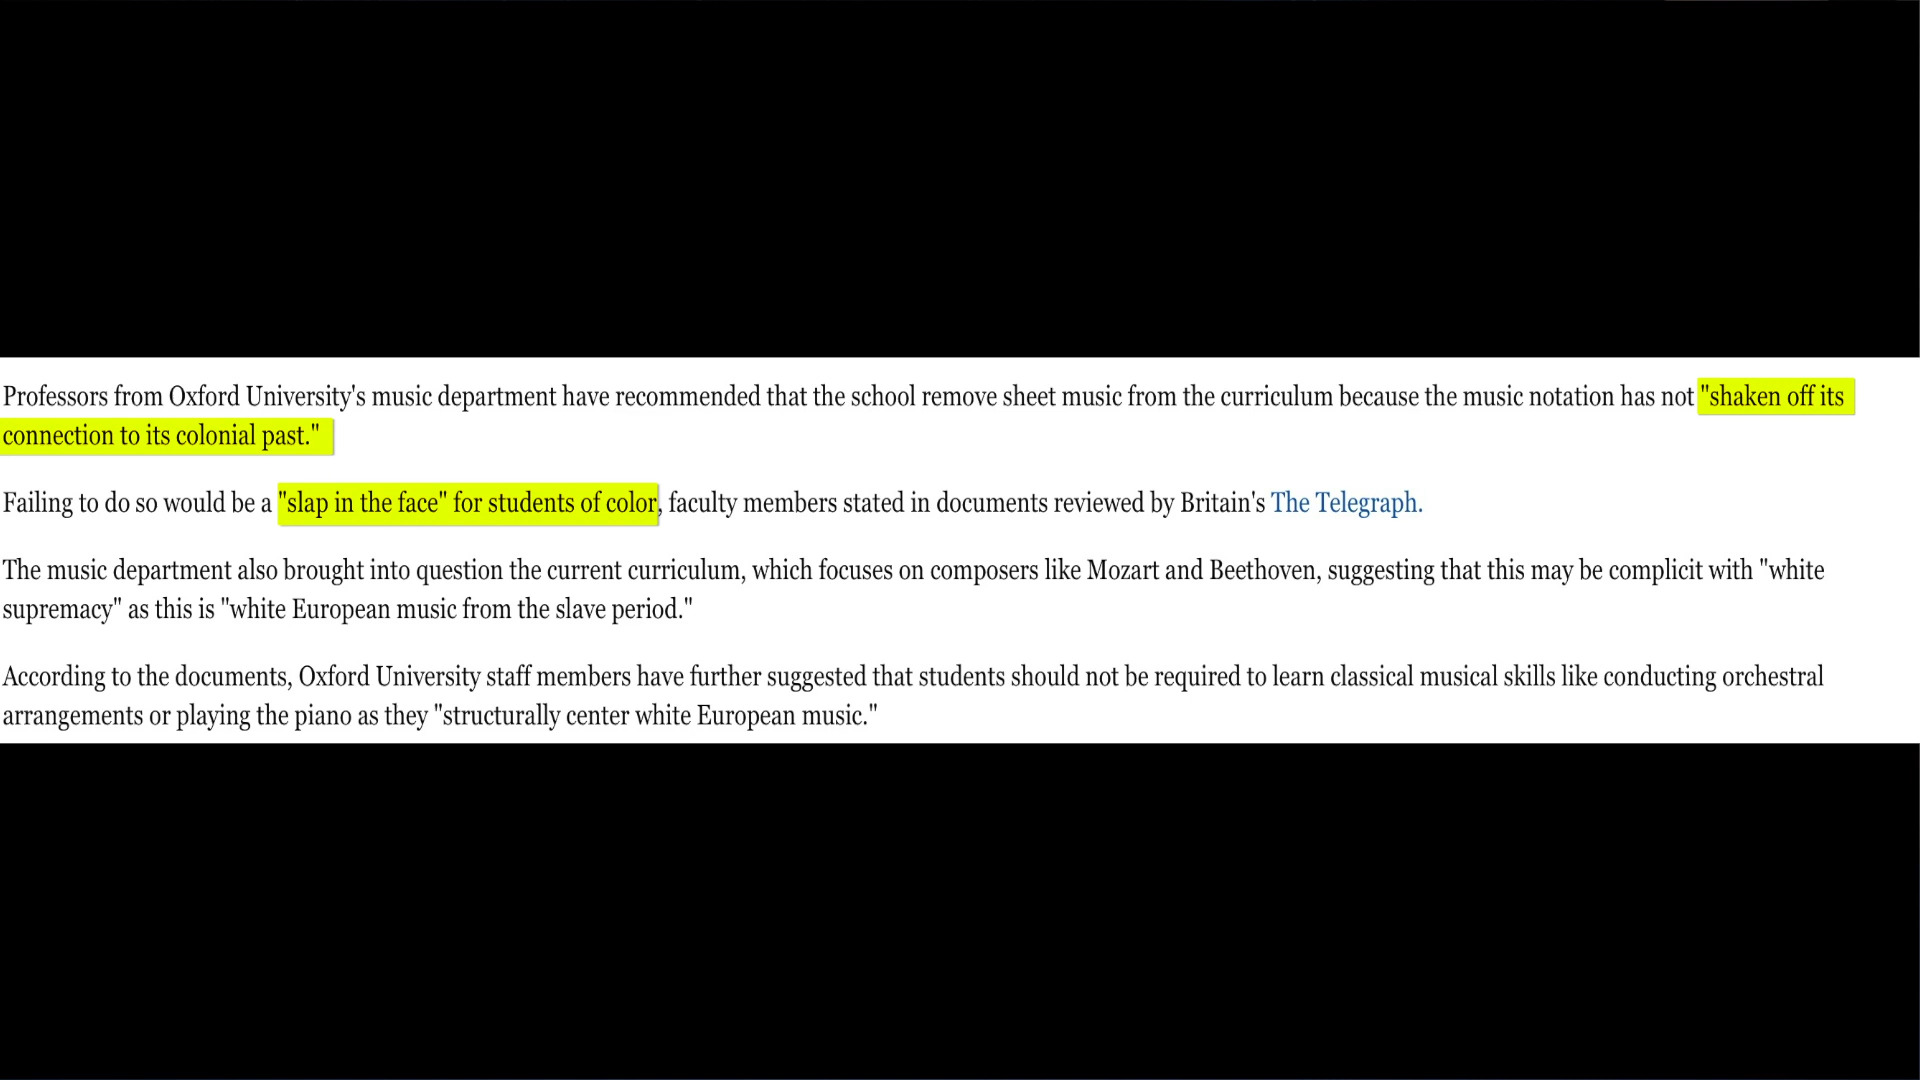 Professors from Oxford University's music department have recommended that the school remove sheet music from the curriculum because the music notation has not "shaken off its
connection to its colonial past."
Failing to do so would be a "slap in the face" for students of color, faculty members stated in documents reviewed by Britain's The Telegraph.
The music department also brought into question the current curriculum, which focuses on composers like Mozart and Beethoven, suggesting that this may be complicit with "white
supremacy" as this is "white European music from the slave period."
According to the documents, Oxford University staff members have further suggested that students should not be required to learn classical musical skills like conducting orchestral
arrangements or playing the piano as they "structurally center white European music."